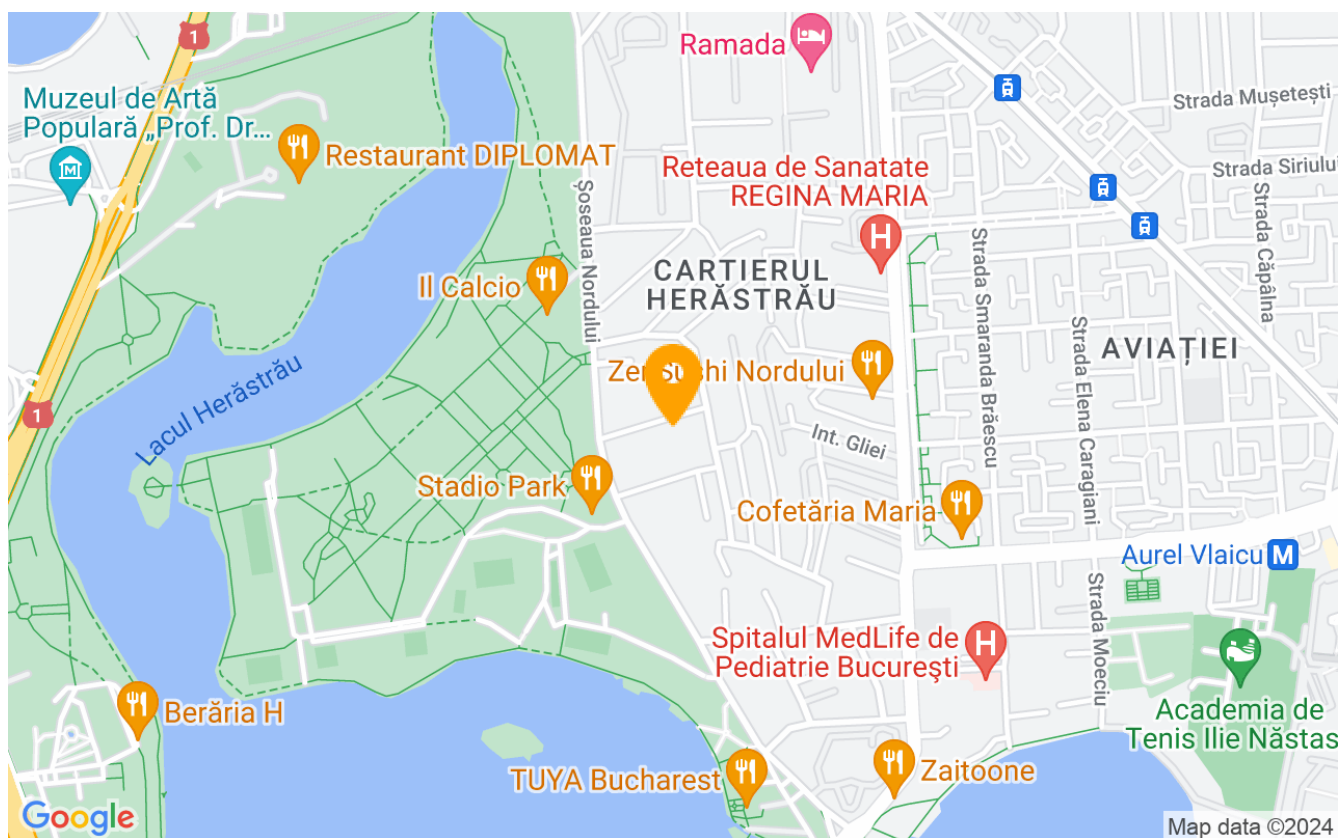 1
Ramada
Muzeul de Artă
Populară „Prof. Dr...
Restaurant DIPLOMAT
Strada Mușetești
Reteaua de Sanatate
REGINA MARIA
H
Strada Siriului
Șoseaua Nordului
Strada Căpâlna
Strada Smaranda Brăescu
Il Calcio
CARTIERUL
HERĂSTRĂU
Strada Elena Caragiani
AVIAȚIEI
Lacul Herăstrău
1
Nordului
Int. Gliei
Stadio Park
Cofetăria Maria
Aurel Vlaicu M
Strada Moeciu
Spitalul MedLife de
Pediatrie București
H
Berăria H
Academia de
Tenis Ilie Năstas
TUYA Bucharest
Zaitoone
Google
Map data ©2024